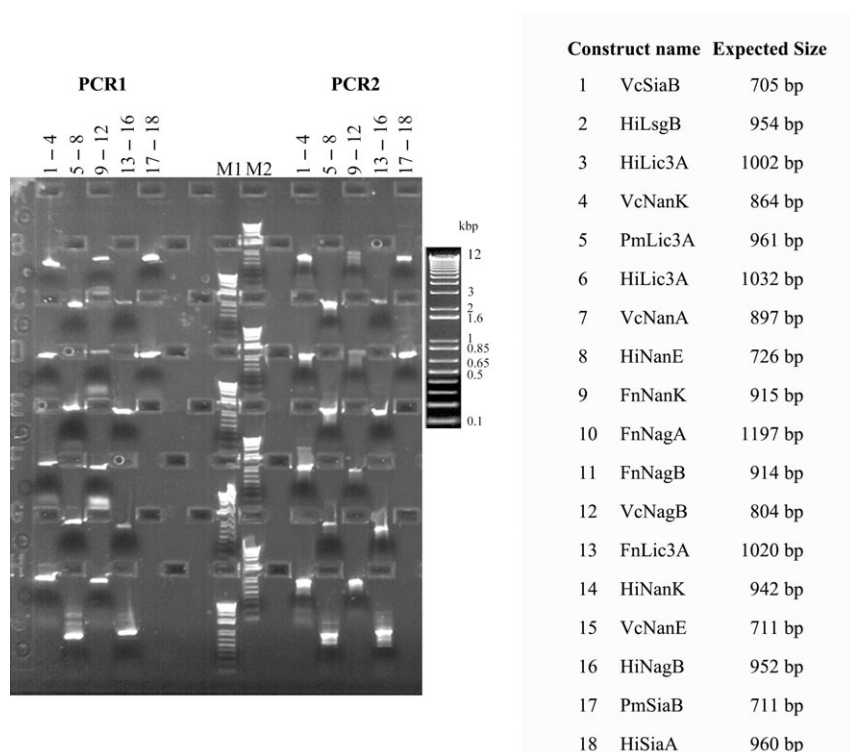 PCR1
PCR2
1 – 4
5 – 8
9 – 12
13 – 16
17 – 18
M1 M2
1 – 4
5 – 8
9 – 12
13 – 16
17 – 18
kbp
12
3
2
1.6
1
0.85
0.65
0.5
0.1
Construct name Expected Size
1 VcSiaB 705 bp
2 HiLsgB 954 bp
3 HiLic3A 1002 bp
4 VcNanK 864 bp
5 PmLic3A 961 bp
6 HiLic3A 1032 bp
7 VcNanA 897 bp
8 HiNanE 726 bp
9 FnNanK 915 bp
10 FnNagA 1197 bp
11 FnNagB 914 bp
12 VcNagB 804 bp
13 FnLic3A 1020 bp
14 HiNanK 942 bp
15 VcNanE 711 bp
16 HiNagB 952 bp
17 PmSiaB 711 bp
18 HiSiaA 960 bp